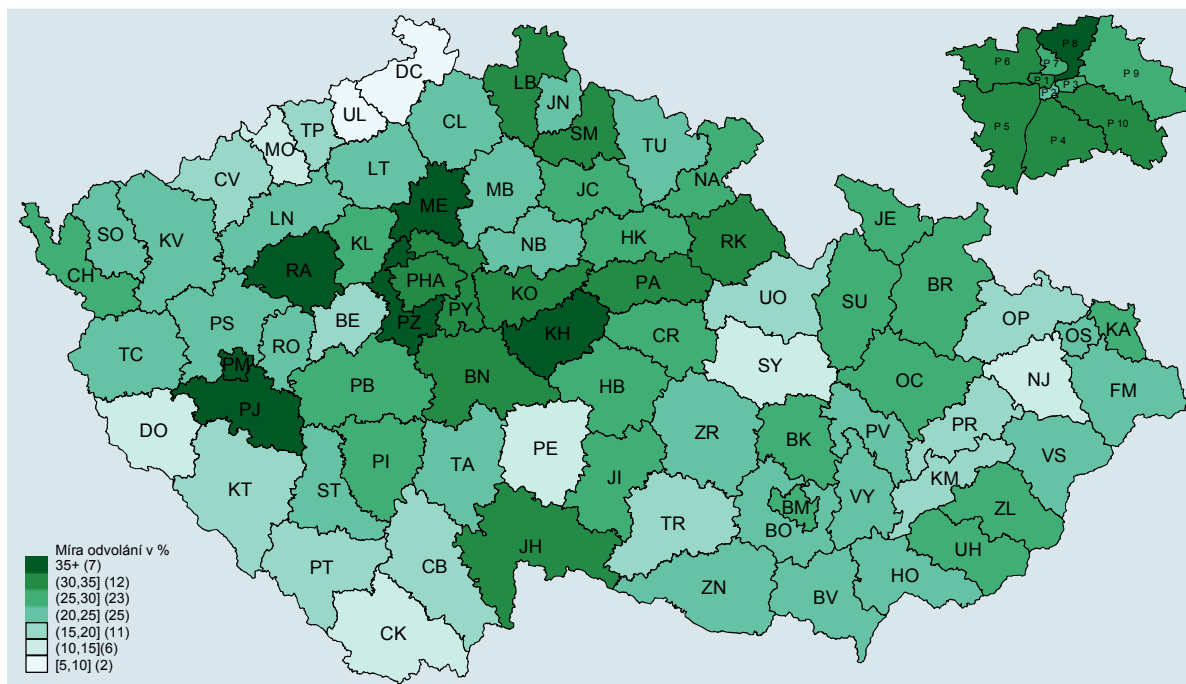 DC
P 8
P 6
P 7
P 9
LB
JN
P 1
P 3
P 2
UL
TP
CL
SM
P 5
P 10
P 4
MO
TU
CV
LT
NA
MB
JC
ME
JE
LN
SO
KV
KL
NB
HK
RK
CH
RA
PHA
BR
KO
PA
UO
SU
PS
BE
PZ
PY
KH
CR
OP
OS
KA
TC
RO
PM
SY
NJ
PB
BN
HB
OC
FM
PJ
DO
ZR
BK
PV
PR
PE
VS
PI
TA
JI
KT
ST
KM
BM
VY
TR
BO
ZL
JH
UH
PT
CB
HO
ZN
BV
CK
Míra odvolání v %
35+ (7)
(30,35] (12)
(25,30] (23)
(20,25] (25)
(15,20] (11)
(10,15](6)
[5,10] (2)